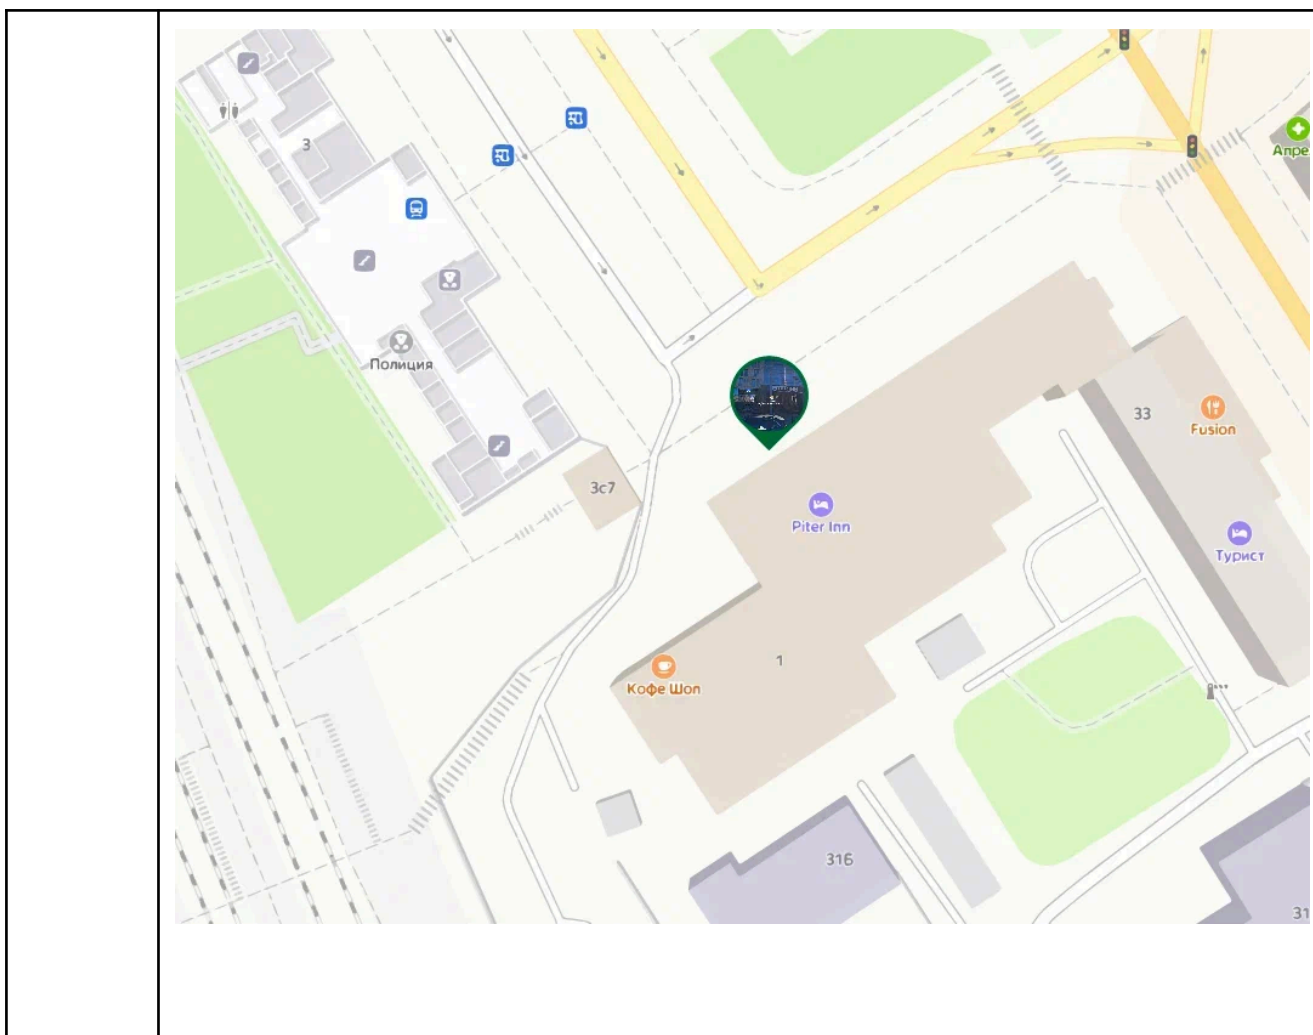 3
Апре
Полиция
33
Fusion
3с7
Piter Inn
Турист
1
Кофе Шоп
31б
31